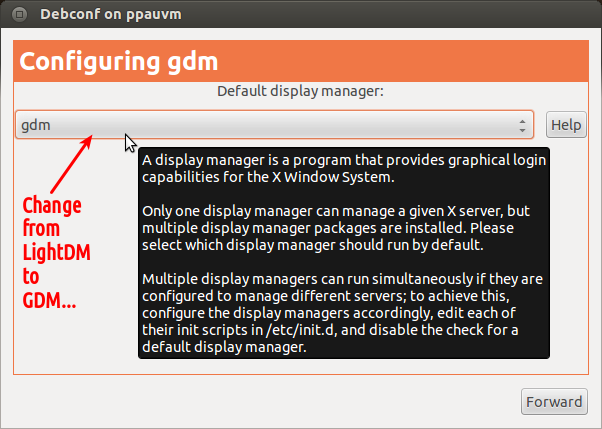 Debconf on ppauvm
Configuring gdm
Default display manager:
gdm
Help
A display manager is a program that provides graphical login
capabilities for the X Window System.
Only one display manager can manage a given X server, but
multiple display manager packages are installed. Please
select which display manager should run by default.
Multiple display managers can run simultaneously if they are
configured to manage different servers; to achieve this,
configure the display managers accordingly, edit each of
their init scripts in /etc/init.d, and disable the check for a
default display manager.
Change
from
LightDM
to
GDM...
Forward